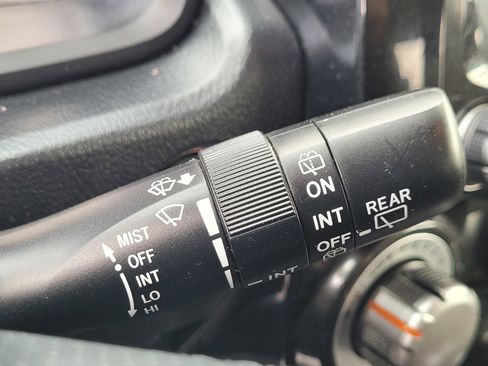 MIST
OFF
INT
LO
HI
INT
ON
INT
OFF
REAR